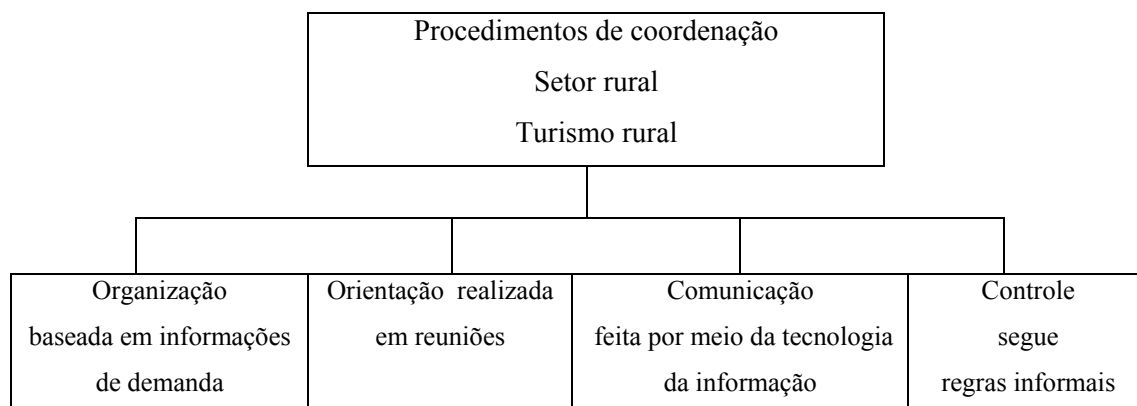 Procedimentos de coordenação
Setor rural
Turismo rural
Organização
baseada em informações
de demanda
Orientação realizada
em reuniões
Comunicação
feita por meio da tecnologia
da informação
Controle
segue
regras informais